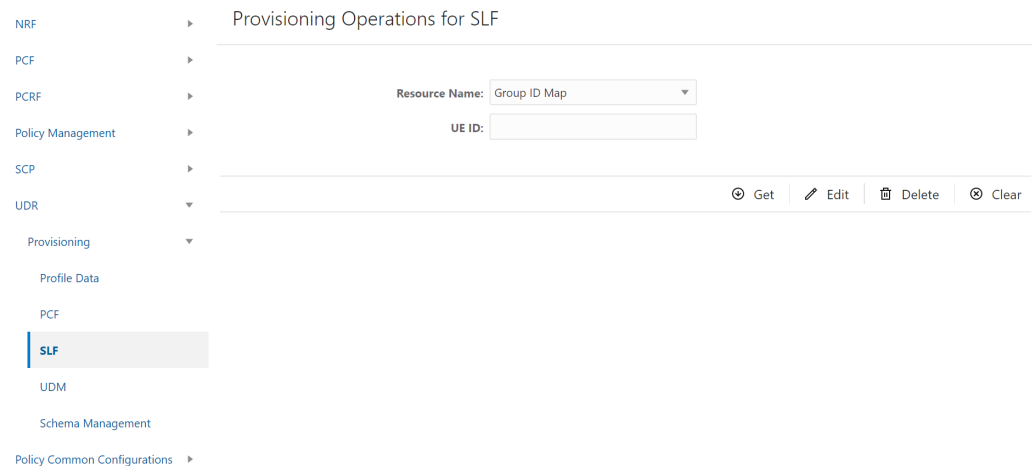 NRF
PCF
PCRF
Policy Management
SCP
UDR
Provisioning
Profile Data
PCF
SLF
UDM
Schema Management
Policy Common Configurations
Provisioning Operations for SLF
Resource Name: Group ID Map
UE ID:
Get Edit Delete Clear